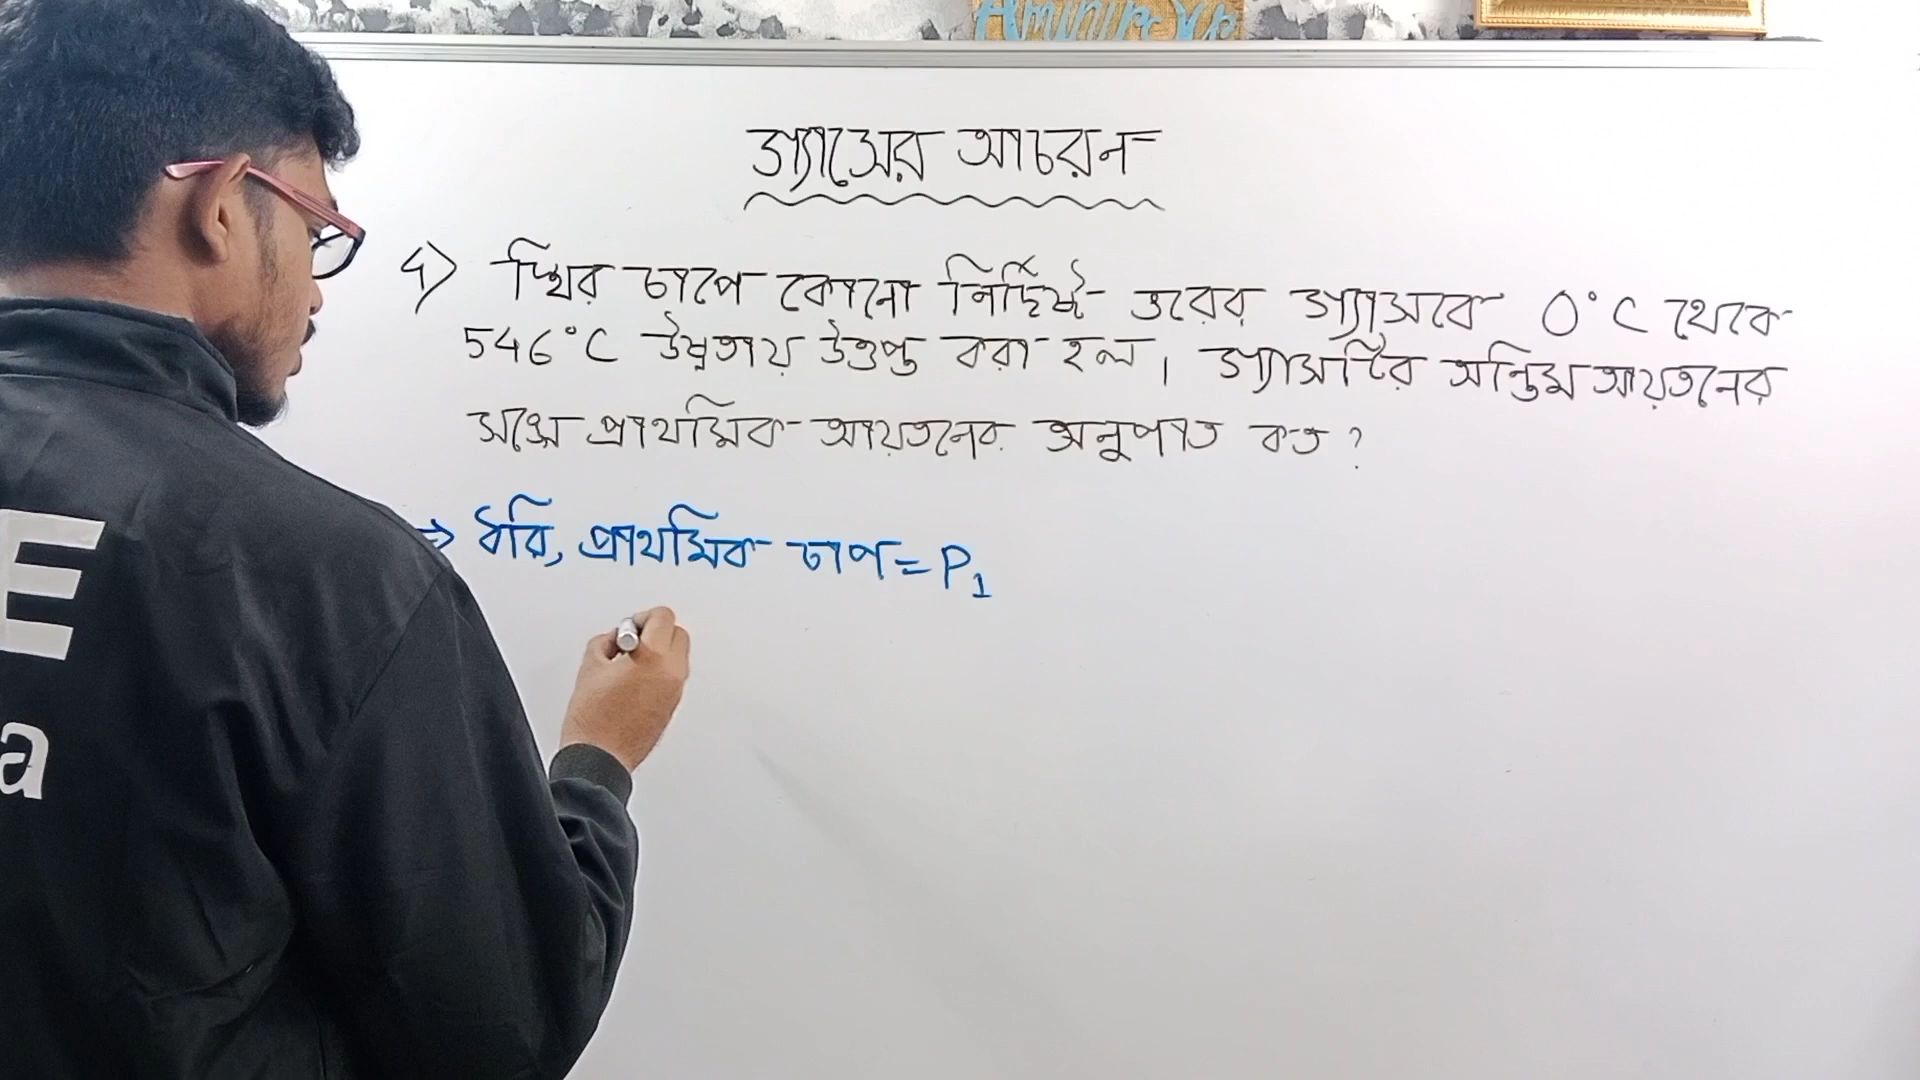 গ্যাসের আচরন
4) স্থির চাপে কোনো নির্দিষ্ট ভরের গ্যাসকে 0°C থেকে
546°C উষ্ণতায় উত্তপ্ত করা হল। গ্যাসটির অন্তিম আয়তনের
সঙ্গে প্রাথমিক আয়তনের অনুপাত কত?
⇒ ধরি, প্রাথমিক চাপ = P₁
E
a